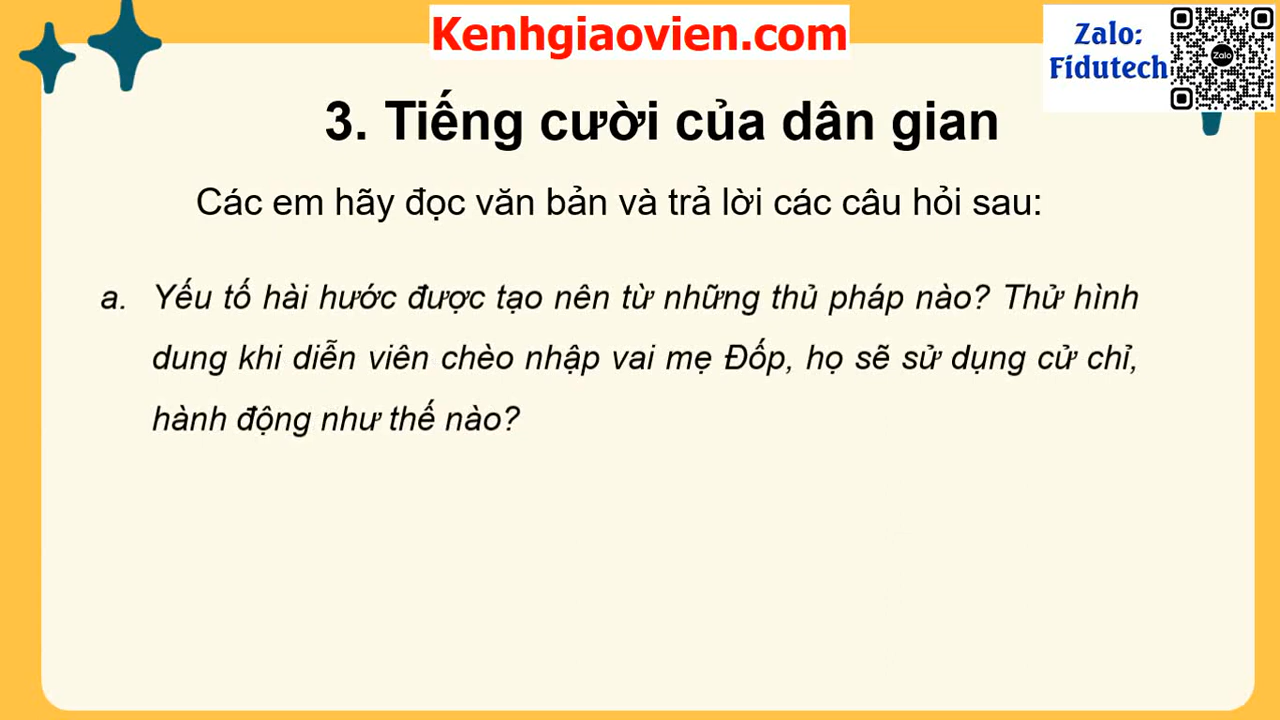 Kenhgiaovien.com
Zalo:
Fidutech
Zalo
3. Tiếng cười của dân gian
Các em hãy đọc văn bản và trả lời các câu hỏi sau:
a. Yếu tố hài hước được tạo nên từ những thủ pháp nào? Thử hình
dung khi diễn viên chèo nhập vai mẹ Đốp, họ sẽ sử dụng cử chỉ,
hành động như thế nào?